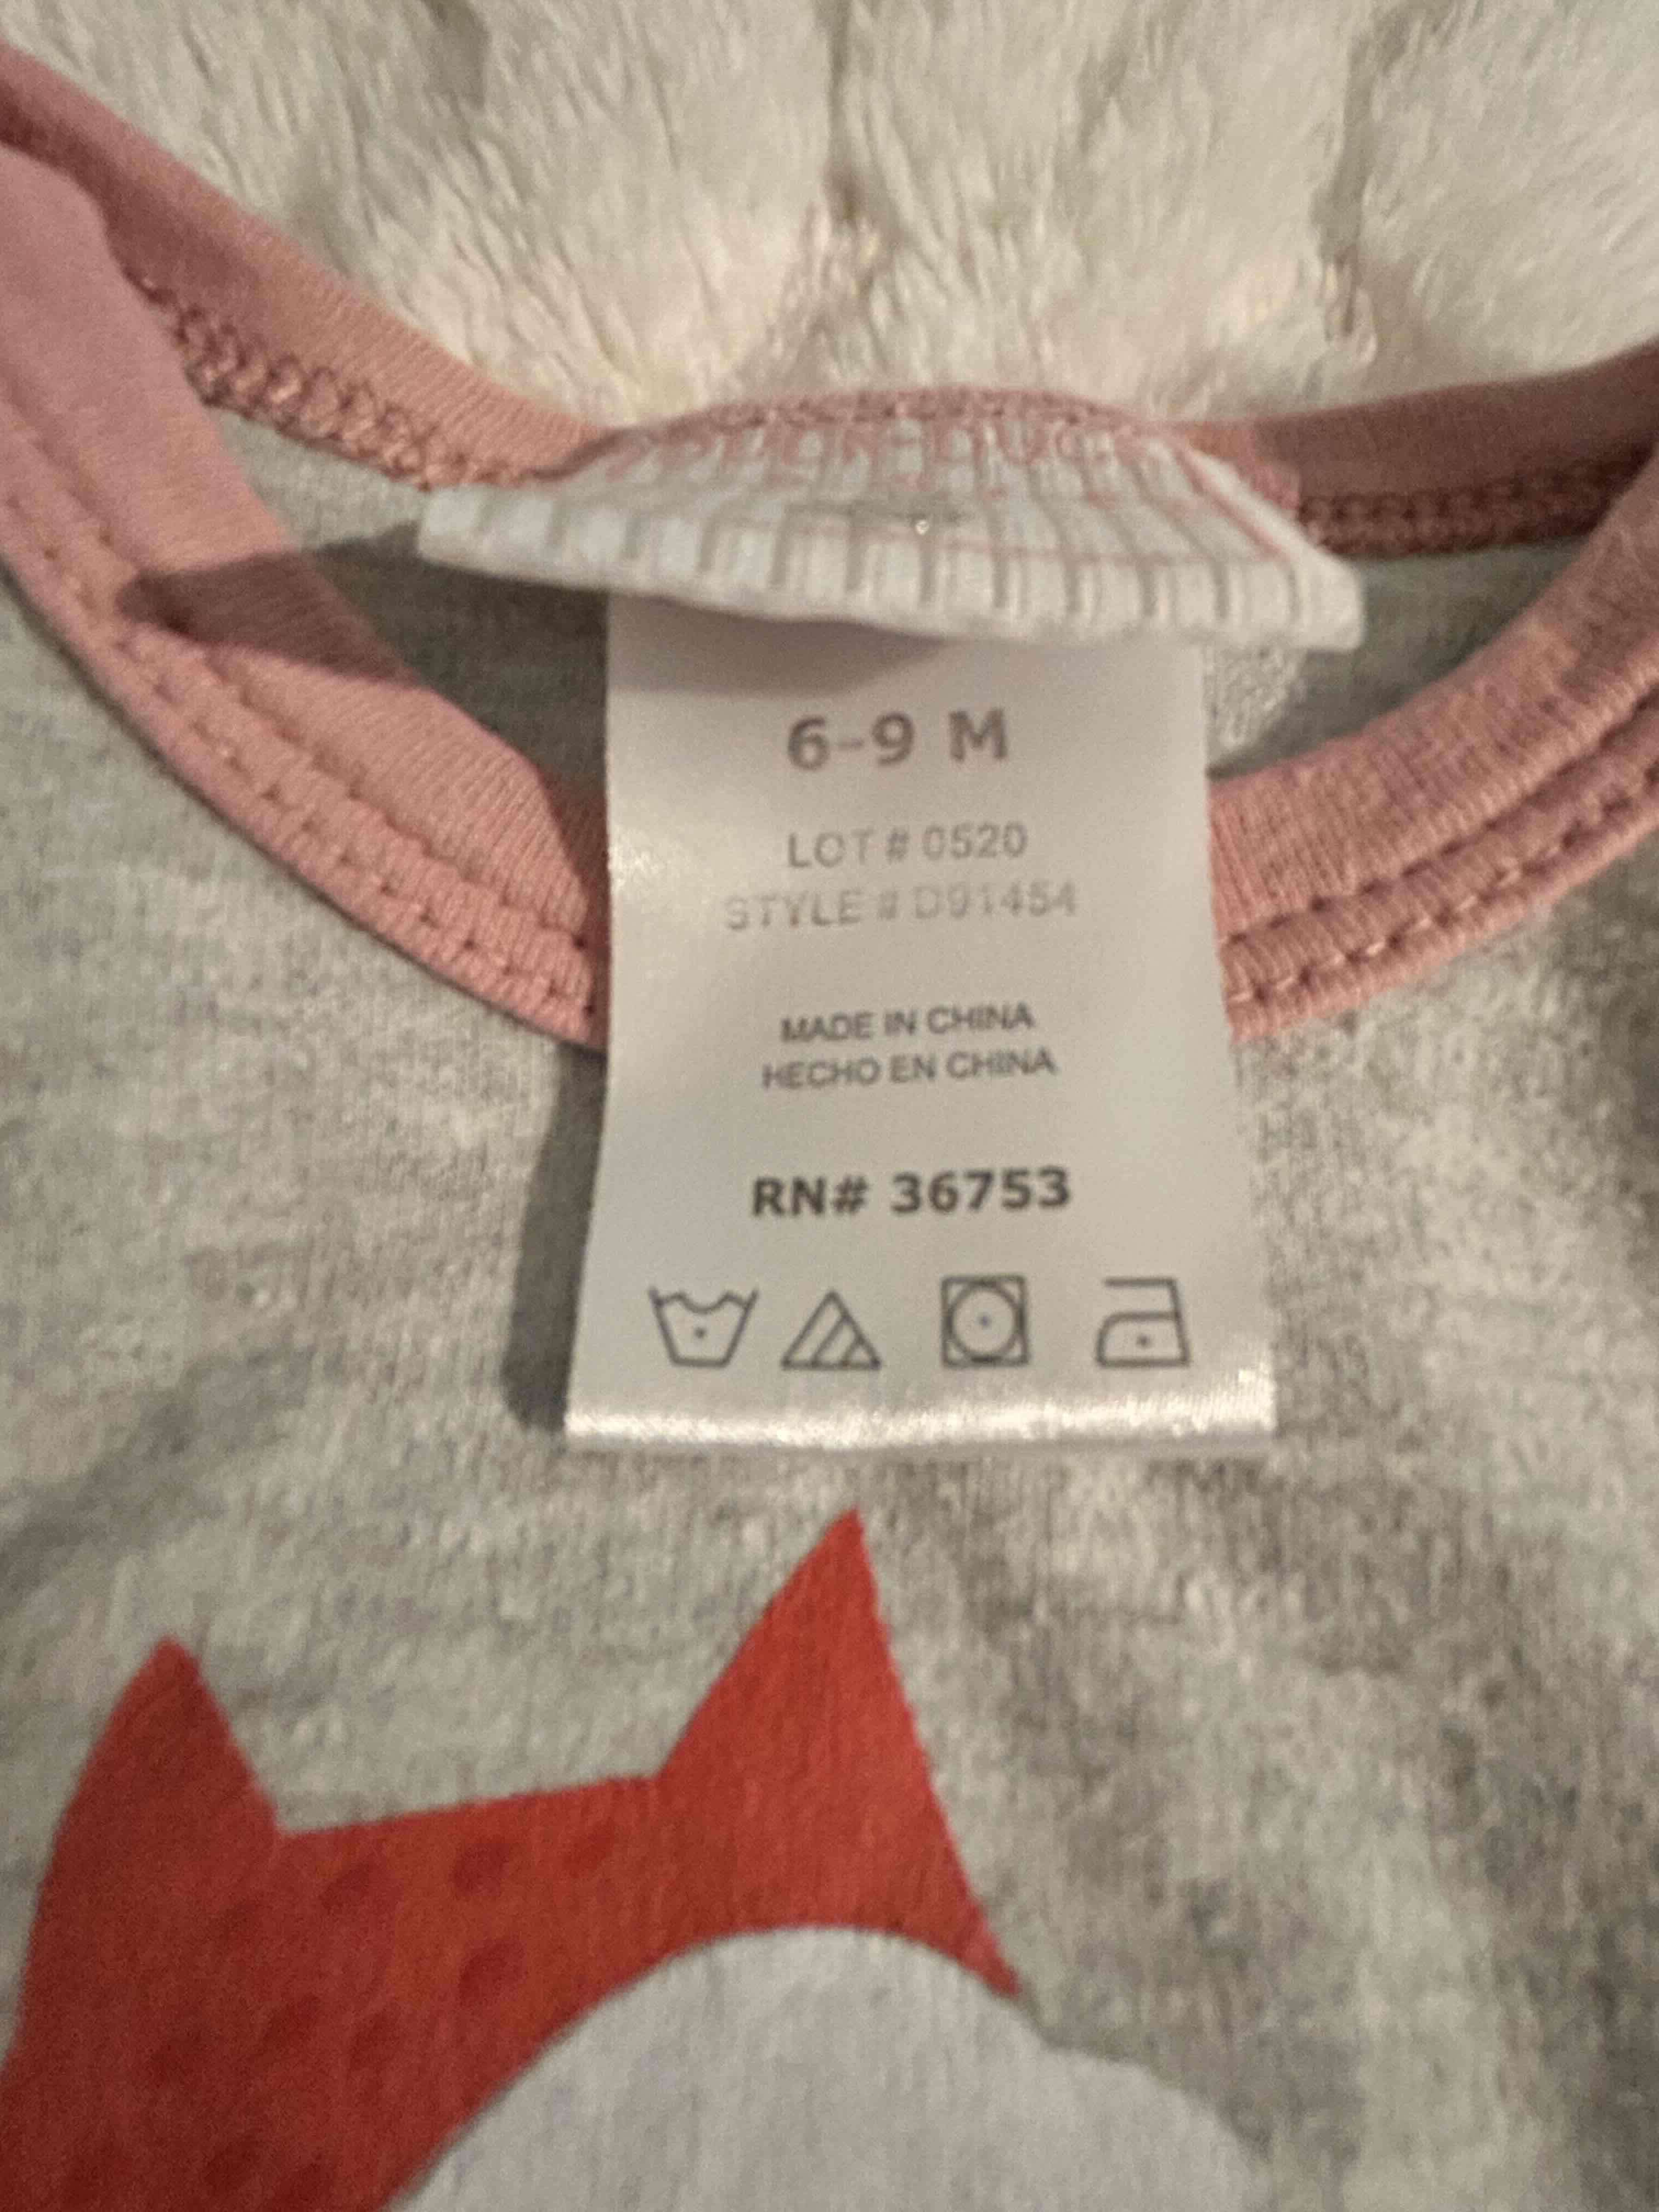 6-9 M
LOT # 0520
STYLE # D91454
MADE IN CHINA
HECHO EN CHINA
RN# 36753